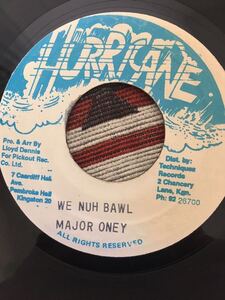 HURRICANE
Pro. & Arr By
Lloyd Dennis
For Pickout Rec.
Co. Ltd.
7 Caardiff Hall
Ave.
Pembroke Hall
Kingston 20
Dist. by:
Techniques
Records
2 Chancery
Lane, Kgn.
Ph: 92 26700
WE NUH BAWL
MAJOR ONEY
ALL RIGHTS RESERVED